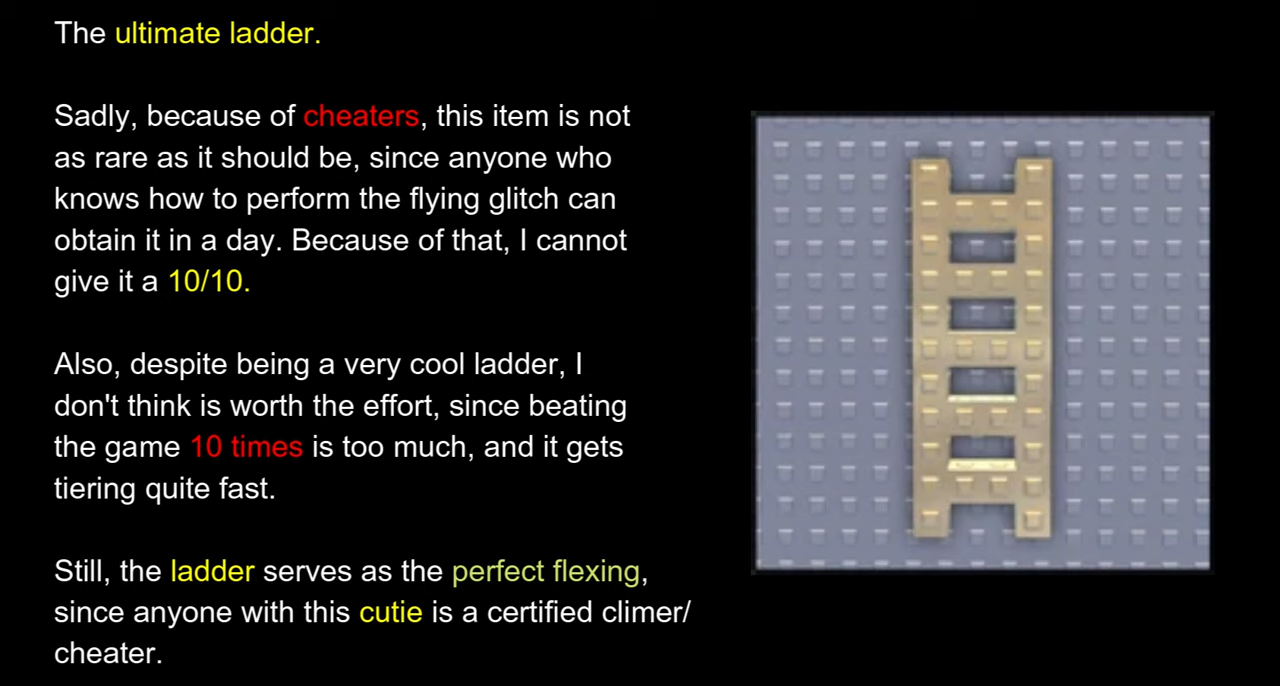 The ultimate ladder.
Sadly, because of cheaters, this item is not
as rare as it should be, since anyone who
knows how to perform the flying glitch can
obtain it in a day. Because of that, I cannot
give it a 10/10.
Also, despite being a very cool ladder, I
don't think is worth the effort, since beating
the game 10 times is too much, and it gets
tiering quite fast.
Still, the ladder serves as the perfect flexing,
since anyone with this cutie is a certified climer/
cheater.